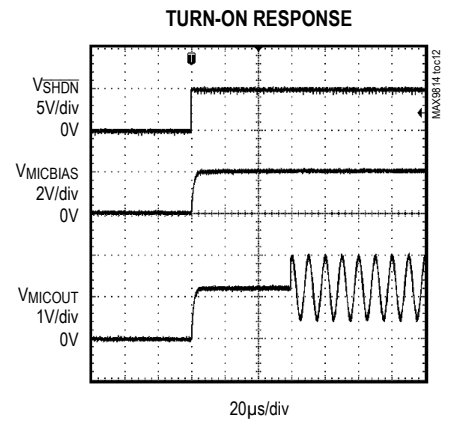 TURN-ON RESPONSE
VSHDN
5V/div
0V
VMICBIAS
2V/div
0V
VMICOUT
1V/div
0V
MAX9814 toc12
20µs/div